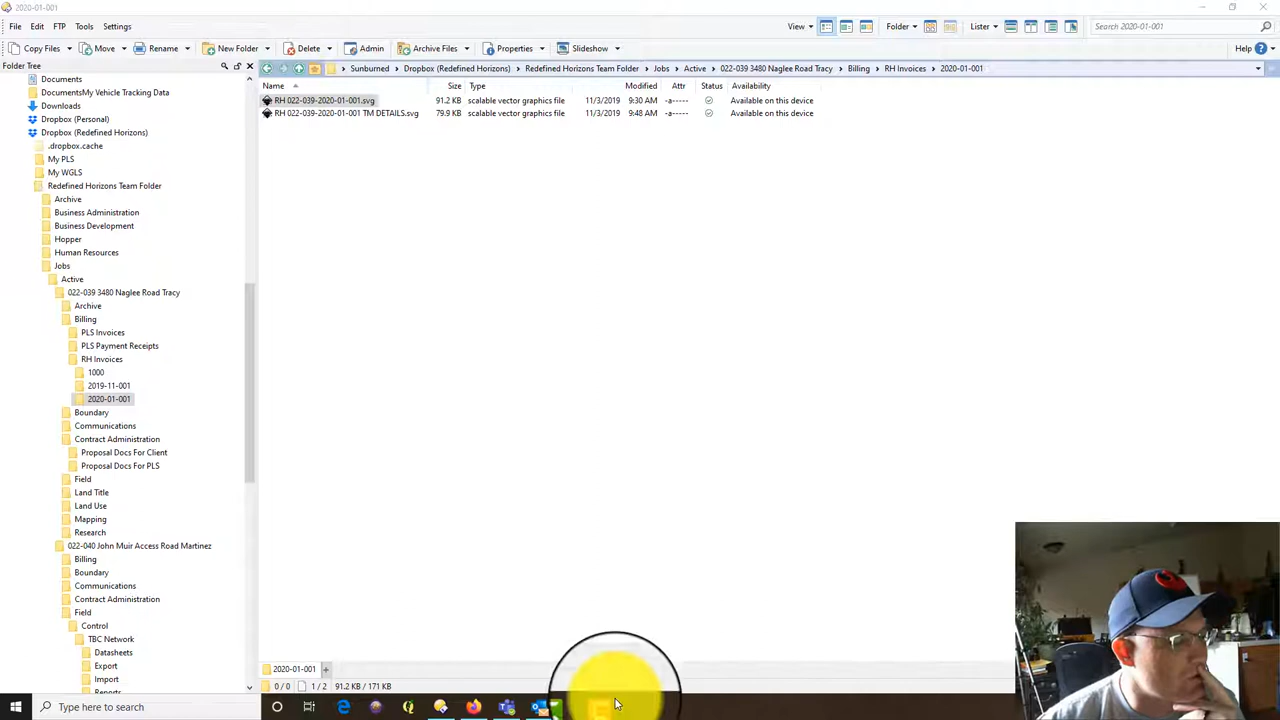 2020-01-001
File Edit FTP Tools Settings View Folder Lister Search 2020-01-001
Copy Files Move Rename New Folder Delete Admin Archive Files Properties Slideshow Help
Folder Tree Sunburned Dropbox (Redefined Horizons) Redefined Horizons Team Folder Jobs Active 022-039 3480 Naglee Road Tracy Billing RH Invoices 2020-01-001
Name Size Type Modified Attr Status Availability
RH 022-039-2020-01-001.svg 91.2 KB scalable vector graphics file 11/3/2019 9:30 AM -a----- Available on this device
RH 022-039-2020-01-001 TM DETAILS.svg 79.9 KB scalable vector graphics file 11/3/2019 9:48 AM -a----- Available on this device
Documents
DocumentsMy Vehicle Tracking Data
Downloads
Dropbox (Personal)
Dropbox (Redefined Horizons)
.dropbox.cache
My PLS
My WGLS
Redefined Horizons Team Folder
Archive
Business Administration
Business Development
Hopper
Human Resources
Jobs
Active
022-039 3480 Naglee Road Tracy
Archive
Billing
PLS Invoices
PLS Payment Receipts
RH Invoices
1000
2019-11-001
2020-01-001
Boundary
Communications
Contract Administration
Proposal Docs For Client
Proposal Docs For PLS
Field
Land Title
Land Use
Mapping
Research
022-040 John Muir Access Road Martinez
Billing
Boundary
Communications
Contract Administration
Field
Control
TBC Network
Datasheets
Export
Import
Reports
2020-01-001
0/0 1 / 2 91.2 KB / 171 KB
Type here to search